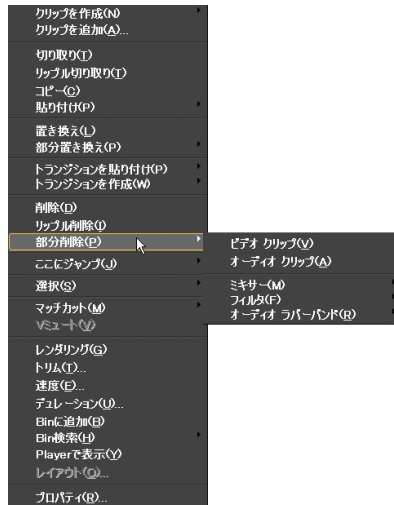 クリップを作成(N)
クリップを追加(A)...
切り取り(T)
リップル切り取り(T)
コピー(C)
貼り付け(P)
置き換え(L)
部分置き換え(P)
トランジションを貼り付け(P)
トランジションを作成(W)
削除(D)
リップル削除(I)
部分削除(P)
ここにジャンプ(J)
選択(S)
マッチカット(M)
Vミュート(V)
レンダリング(G)
トリム(T)...
速度(E)...
デュレーション(U)...
Binに追加(B)
Bin検索(H)
Playerで表示(Y)
レイアウト(O)...
プロパティ(R)...
ビデオ クリップ(V)
オーディオ クリップ(A)
ミキサー(M)
フィルタ(F)
オーディオ ラバーバンド(R)